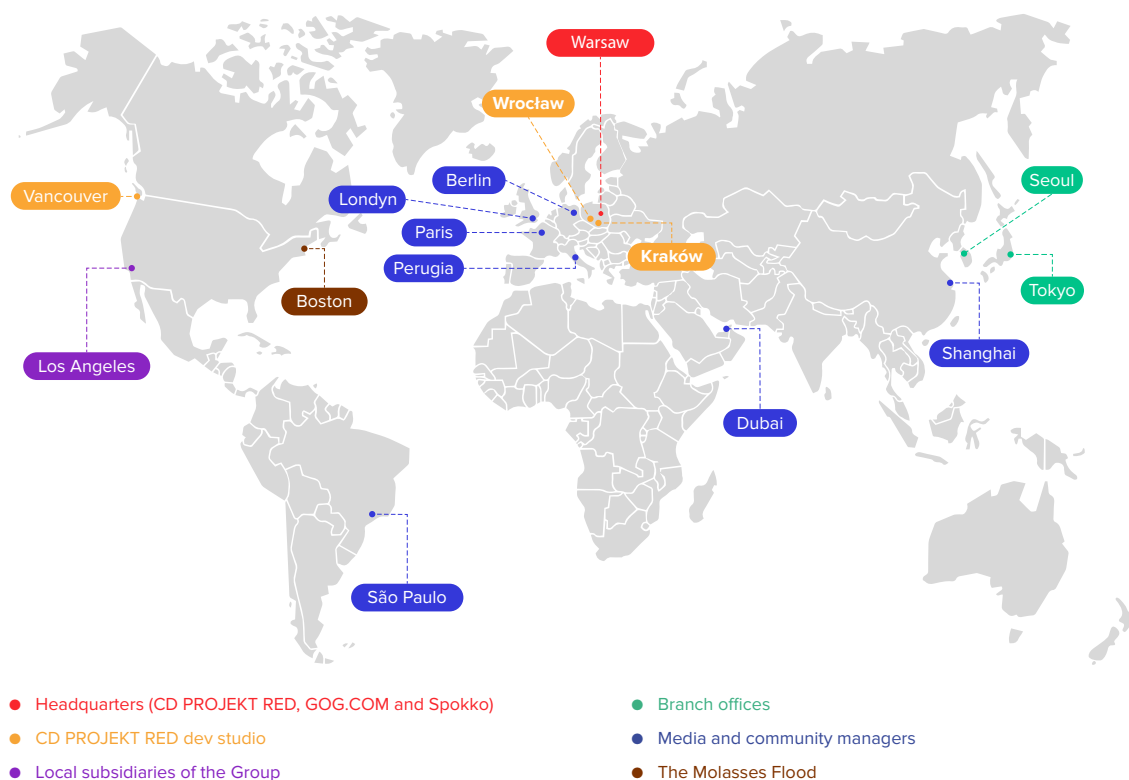 Warsaw
Wrocław
Seoul
Berlin
Vancouver
Londyn
Paris
Kraków
Perugia
Tokyo
Boston
Shanghai
Los Angeles
Dubai
São Paulo
Headquarters (CD PROJEKT RED, GOG.COM and Spokko)
CD PROJEKT RED dev studio
Local subsidiaries of the Group
Branch offices
Media and community managers
The Molasses Flood